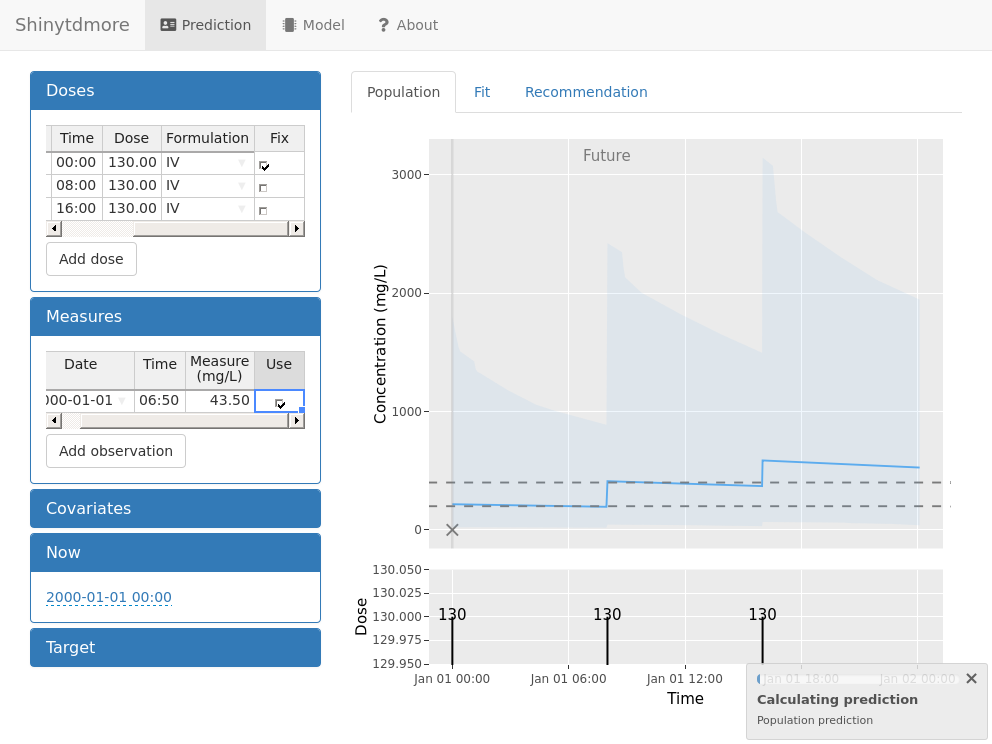 Shinytdmore Prediction Model ? About
Doses
Time Dose Formulation Fix
00:00 130.00 IV
08:00 130.00 IV
16:00 130.00 IV
Add dose
Measures
Date Time Measure (mg/L) Use
000-01-01 06:50 43.50
Add observation
Covariates
Now
2000-01-01 00:00
Target
Population Fit Recommendation
Future
3000
2000
1000
0
Concentration (mg/L)
130.050
130.025
130.000
129.975
129.950
Dose
130 130 130
Jan 01 00:00 Jan 01 06:00 Jan 01 12:00 Jan 01 18:00 Jan 02 00:00
Time
Calculating prediction
Population prediction